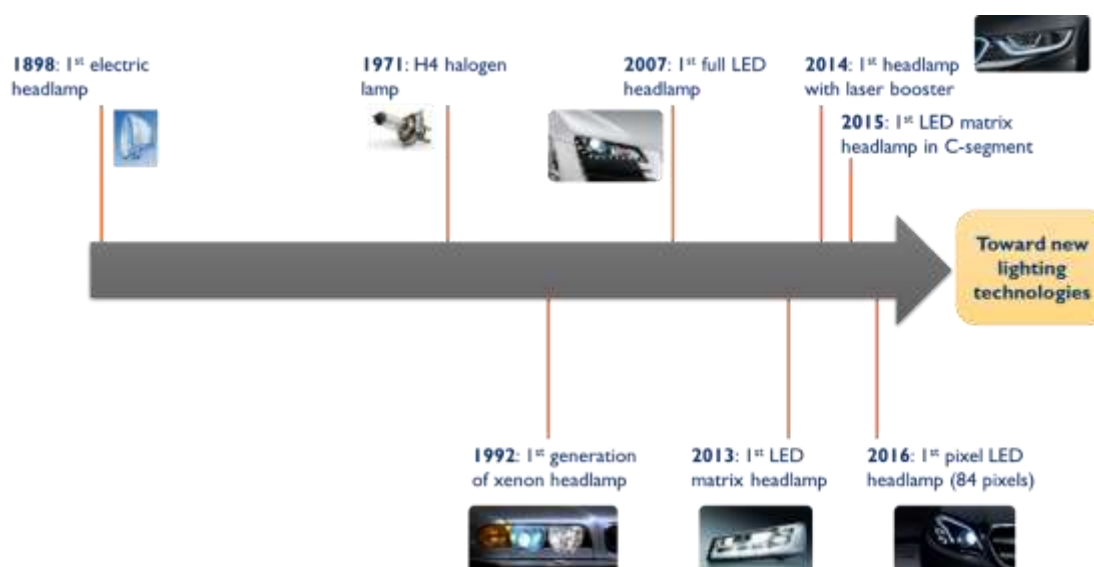 1898: 1st electric
headlamp
1971: H4 halogen
lamp
2007: 1st full LED
headlamp
2014: 1st headlamp
with laser booster
2015: 1st LED matrix
headlamp in C-segment
Toward new
lighting
technologies
1992: 1st generation
of xenon headlamp
2013: 1st LED
matrix headlamp
2016: 1st pixel LED
headlamp (84 pixels)